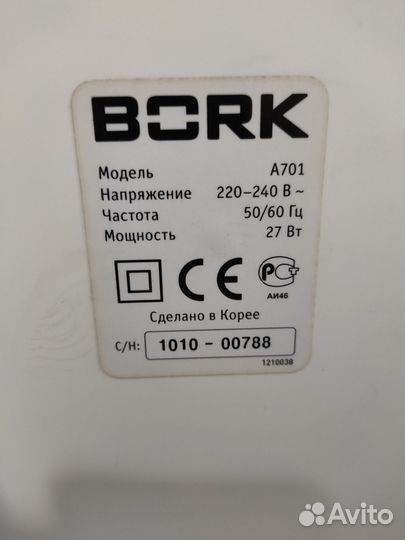 BORK
Модель A701
Напряжение 220–240 В ~
Частота 50/60 Гц
Мощность 27 Вт
CE РСТ
АИ46
Сделано в Корее
С/Н: 1010 – 00788
1210038
Avito